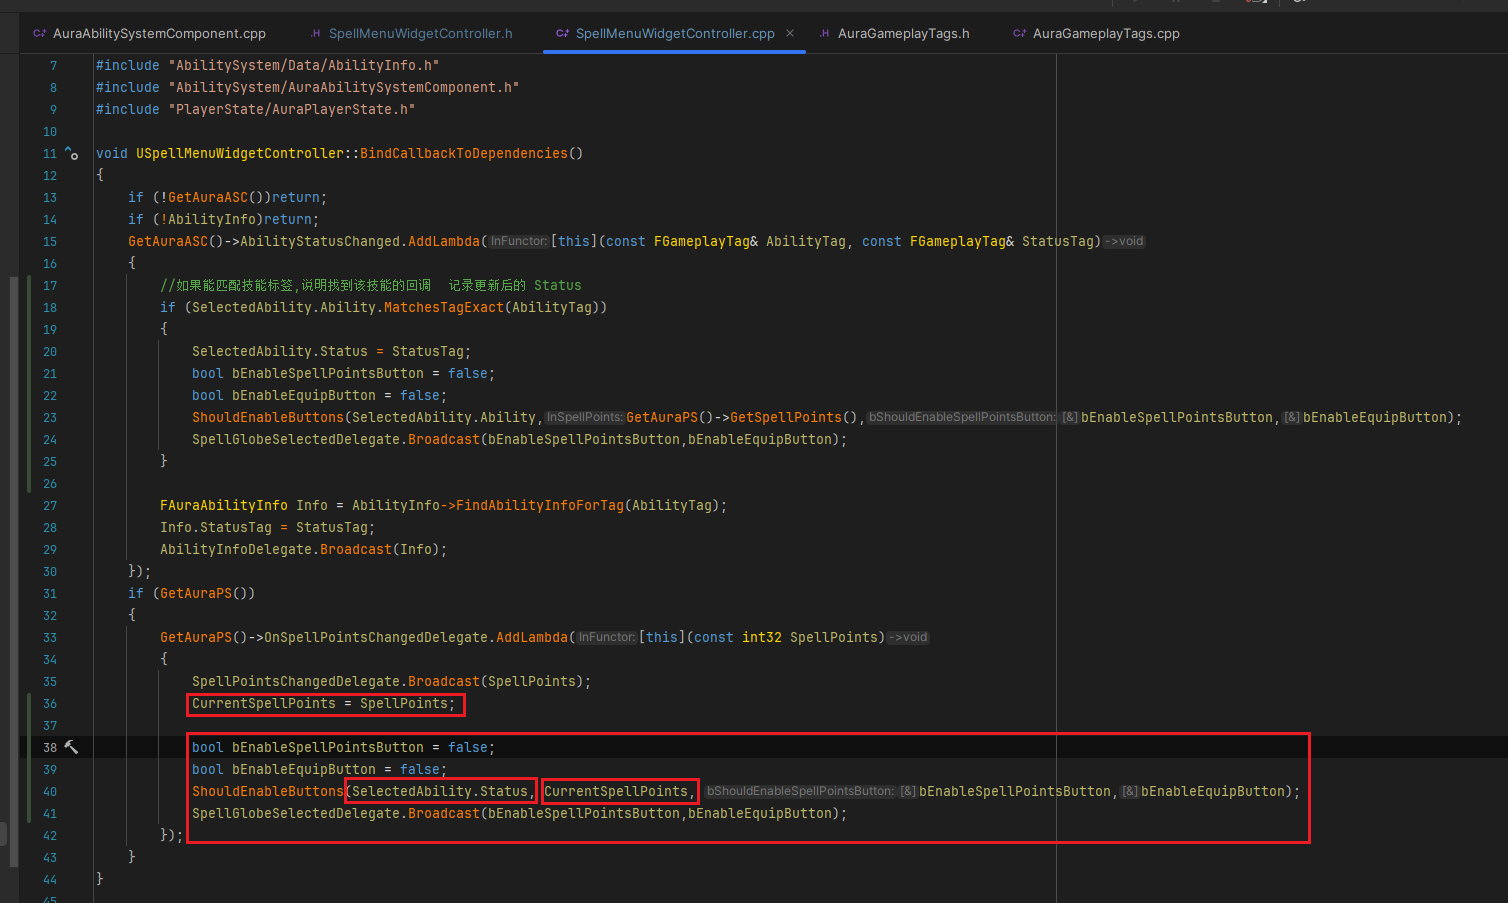 AuraAbilitySystemComponent.cpp SpellMenuWidgetController.h SpellMenuWidgetController.cpp × AuraGameplayTags.h AuraGameplayTags.cpp
7 #include "AbilitySystem/Data/AbilityInfo.h"
8 #include "AbilitySystem/AuraAbilitySystemComponent.h"
9 #include "PlayerState/AuraPlayerState.h"
10
11 void USpellMenuWidgetController::BindCallbackToDependencies()
12 {
13 if (!GetAuraASC())return;
14 if (!AbilityInfo)return;
15 GetAuraASC()->AbilityStatusChanged.AddLambda( InFunctor: [this](const FGameplayTag& AbilityTag, const FGameplayTag& StatusTag) ->void
16 {
17 //如果能匹配技能标签,说明找到该技能的回调 记录更新后的 Status
18 if (SelectedAbility.Ability.MatchesTagExact(AbilityTag))
19 {
20 SelectedAbility.Status = StatusTag;
21 bool bEnableSpellPointsButton = false;
22 bool bEnableEquipButton = false;
23 ShouldEnableButtons(SelectedAbility.Ability, InSpellPoints: GetAuraPS()->GetSpellPoints(), bShouldEnableSpellPointsButton: [&] bEnableSpellPointsButton, [&] bEnableEquipButton);
24 SpellGlobeSelectedDelegate.Broadcast(bEnableSpellPointsButton,bEnableEquipButton);
25 }
26
27 FAuraAbilityInfo Info = AbilityInfo->FindAbilityInfoForTag(AbilityTag);
28 Info.StatusTag = StatusTag;
29 AbilityInfoDelegate.Broadcast(Info);
30 });
31 if (GetAuraPS())
32 {
33 GetAuraPS()->OnSpellPointsChangedDelegate.AddLambda( InFunctor: [this](const int32 SpellPoints) ->void
34 {
35 SpellPointsChangedDelegate.Broadcast(SpellPoints);
36 CurrentSpellPoints = SpellPoints;
37
38 bool bEnableSpellPointsButton = false;
39 bool bEnableEquipButton = false;
40 ShouldEnableButtons(SelectedAbility.Status, CurrentSpellPoints, bShouldEnableSpellPointsButton: [&] bEnableSpellPointsButton, [&] bEnableEquipButton);
41 SpellGlobeSelectedDelegate.Broadcast(bEnableSpellPointsButton,bEnableEquipButton);
42 });
43 }
44 }
45